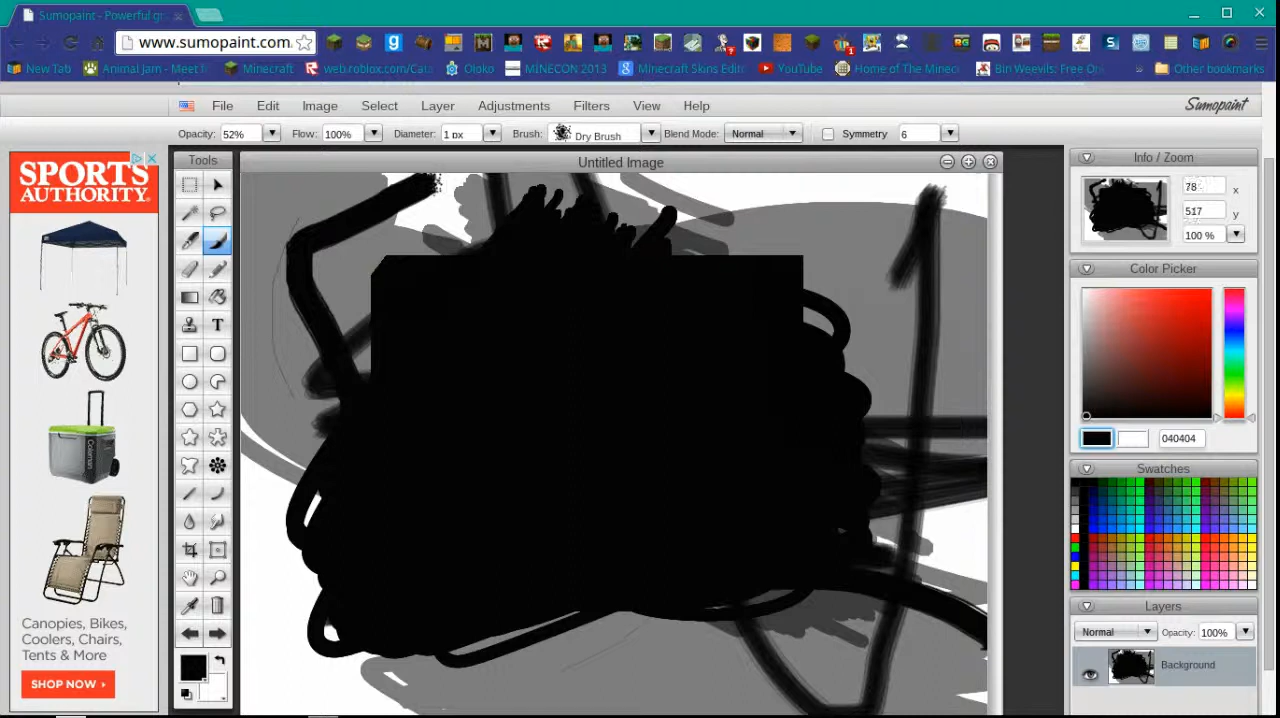 Sumopaint - Powerful gr
www.sumopaint.com
New Tab
Animal Jam - Meet
Minecraft
web.roblox.com/Cata
Oloko
MINECON 2013
Minecraft Skins Edit
YouTube
Home of The Minec
Bin Weevils: Free O
»
Other bookmarks
File Edit Image Select Layer Adjustments Filters View Help
Sumopaint
Opacity: 52% Flow: 100% Diameter: 1 px Brush: Dry Brush Blend Mode: Normal Symmetry 6
SPORTS
AUTHORITY.
Coleman
Canopies, Bikes,
Coolers, Chairs,
Tents & More
SHOP NOW
Tools
T
Untitled Image
Info / Zoom
78 x
517 y
100 %
Color Picker
040404
Swatches
Layers
Normal Opacity: 100%
Background